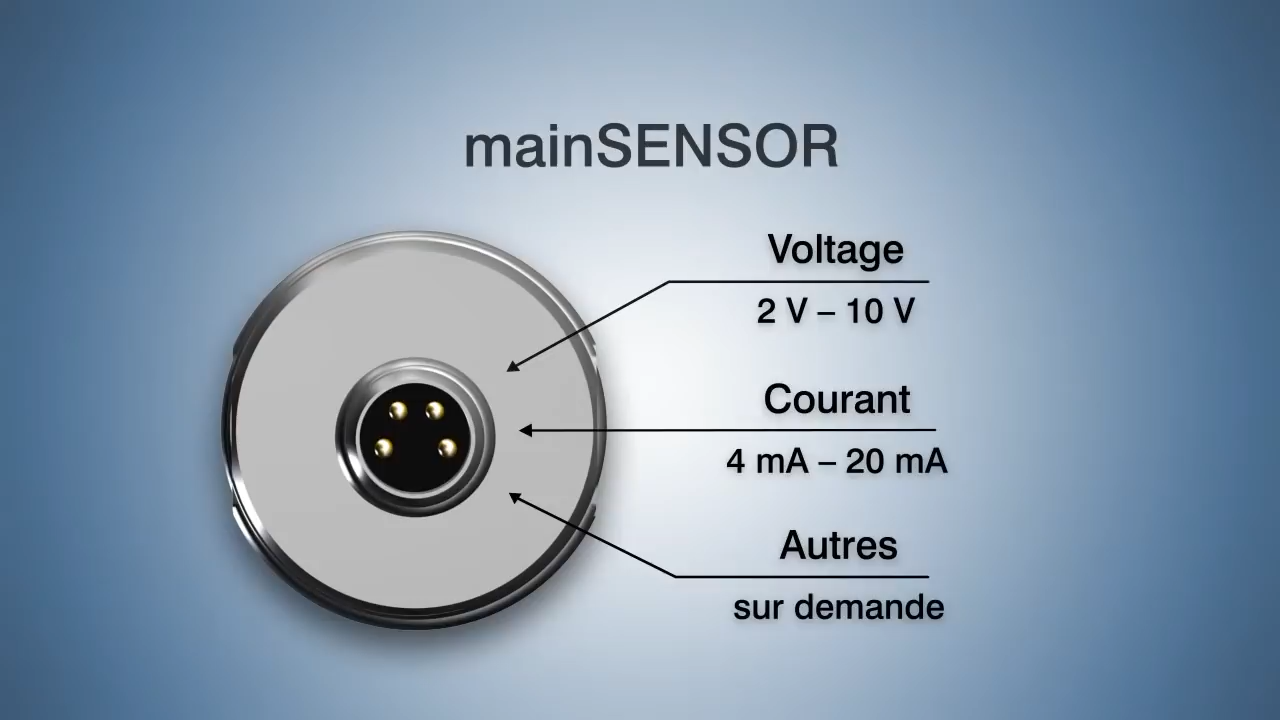 mainSENSOR
Voltage
2 V – 10 V
Courant
4 mA – 20 mA
Autres
sur demande